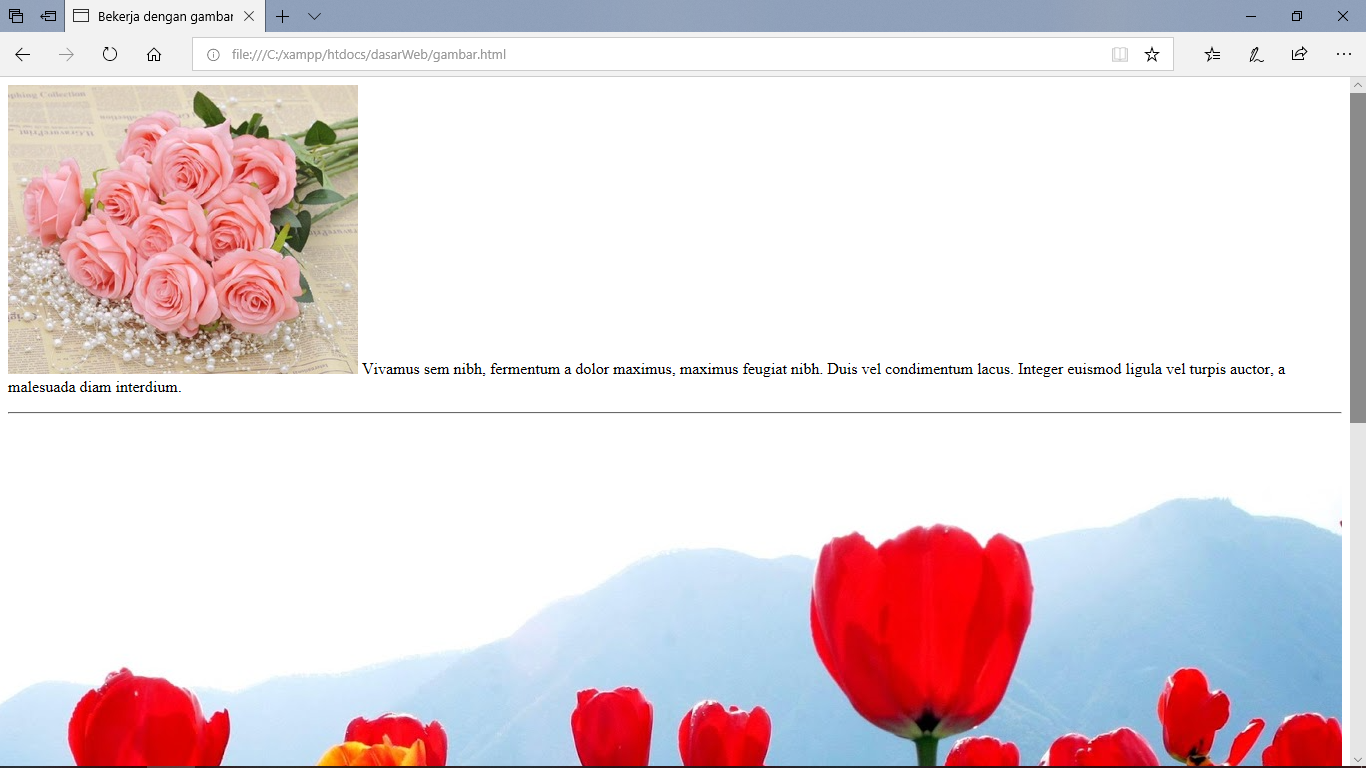 Bekerja dengan gambar
file:///C:/xampp/htdocs/dasarWeb/gambar.html
Vivamus sem nibh, fermentum a dolor maximus, maximus feugiat nibh. Duis vel condimentum lacus. Integer euismod ligula vel turpis auctor, a
malesuada diam interdium.